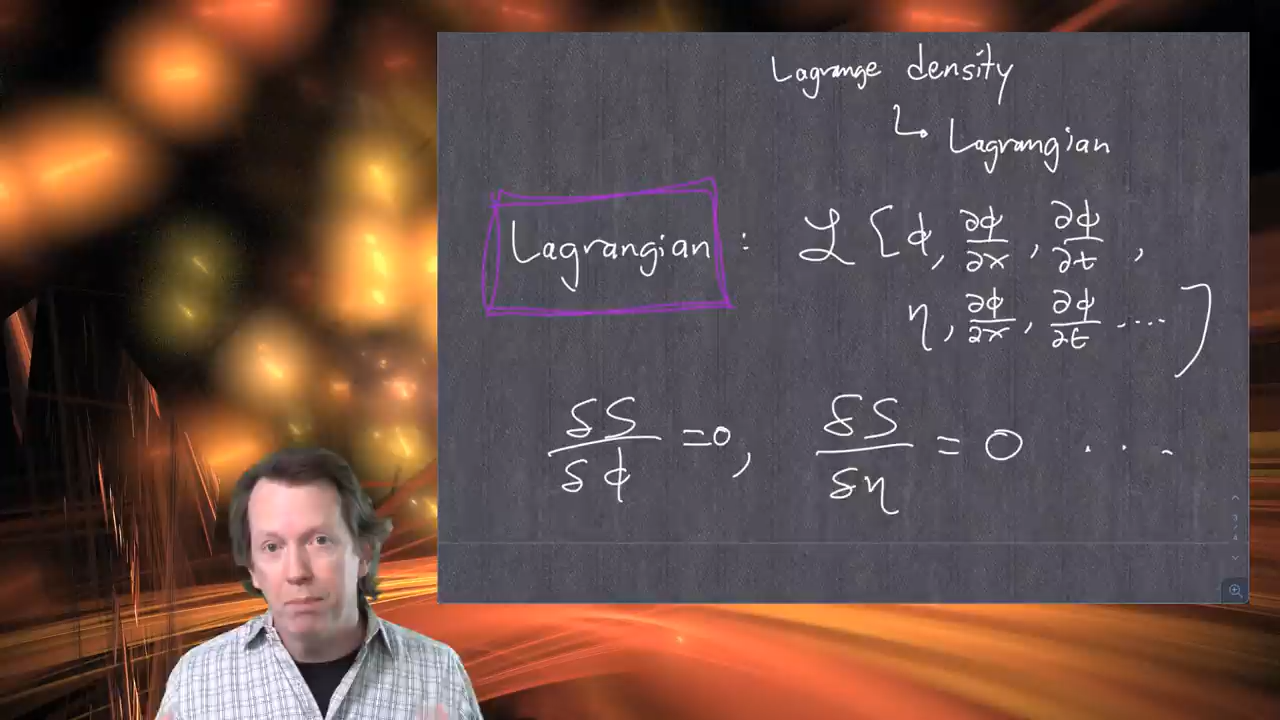 Lagrange density
↳ Lagrangian
Lagrangian : ℒ [ϕ, ∂ϕ/∂x, ∂ϕ/∂t,
η, ∂ϕ/∂x, ∂ϕ/∂t ....)
δS/δϕ =0, δS/δη = 0 ...